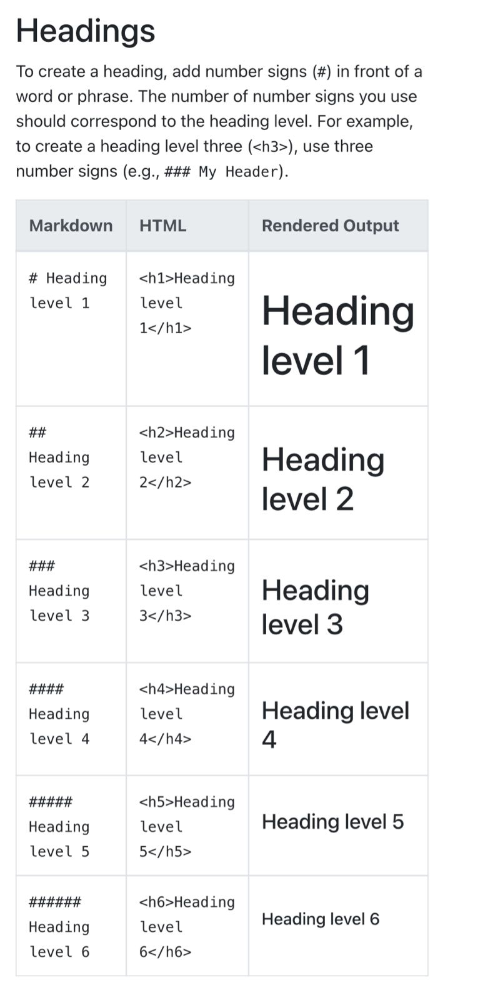 Headings
To create a heading, add number signs (#) in front of a
word or phrase. The number of number signs you use
should correspond to the heading level. For example,
to create a heading level three (<h3>), use three
number signs (e.g., ### My Header).
Markdown HTML Rendered Output
# Heading
level 1
<h1>Heading
level
1</h1>
Heading
level 1
##
Heading
level 2
<h2>Heading
level
2</h2>
Heading
level 2
###
Heading
level 3
<h3>Heading
level
3</h3>
Heading
level 3
####
Heading
level 4
<h4>Heading
level
4</h4>
Heading level
4
#####
Heading
level 5
<h5>Heading
level
5</h5>
Heading level 5
######
Heading
level 6
<h6>Heading
level
6</h6>
Heading level 6